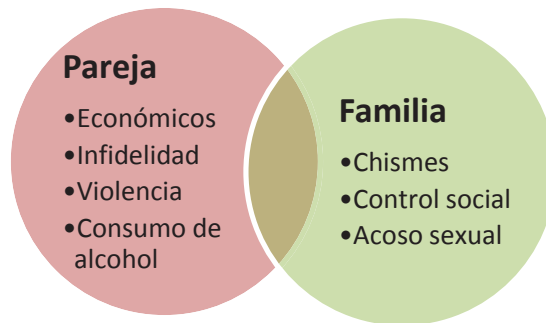 Pareja
•Económicos
•Infidelidad
•Violencia
•Consumo de
alcohol
Familia
•Chismes
•Control social
•Acoso sexual